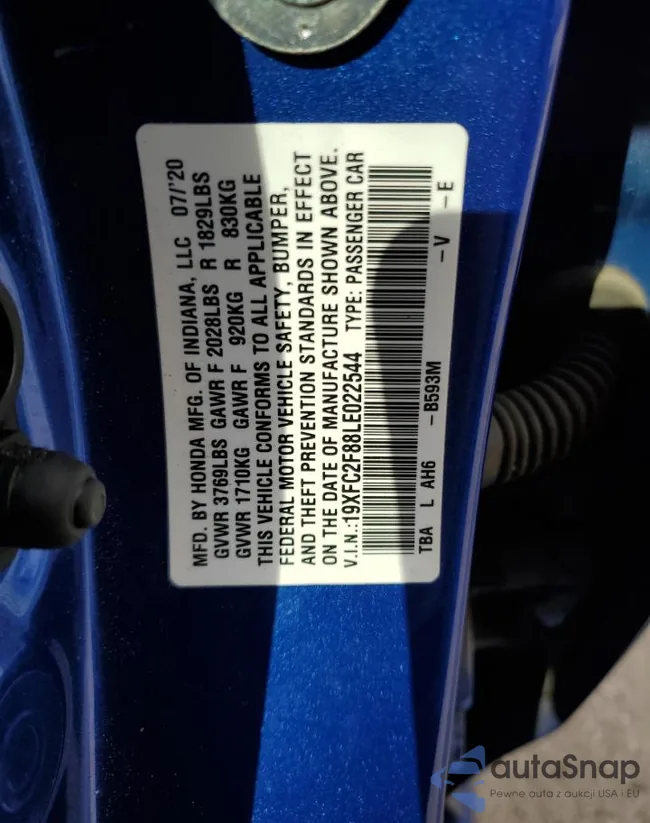 MFD. BY HONDA MFG. OF INDIANA, LLC 07/'20
GVWR 3769LBS GAWR F 2028LBS R 1829LBS
GVWR 1710KG GAWR F 920KG R 830KG
THIS VEHICLE CONFORMS TO ALL APPLICABLE
FEDERAL MOTOR VEHICLE SAFETY, BUMPER,
AND THEFT PREVENTION STANDARDS IN EFFECT
ON THE DATE OF MANUFACTURE SHOWN ABOVE.
V.I.N.:19XFC2F88LE022544 TYPE: PASSENGER CAR
TBA L AH6 -B593M -V -E
autaSnap
Pewne auta z aukcji USA i EU